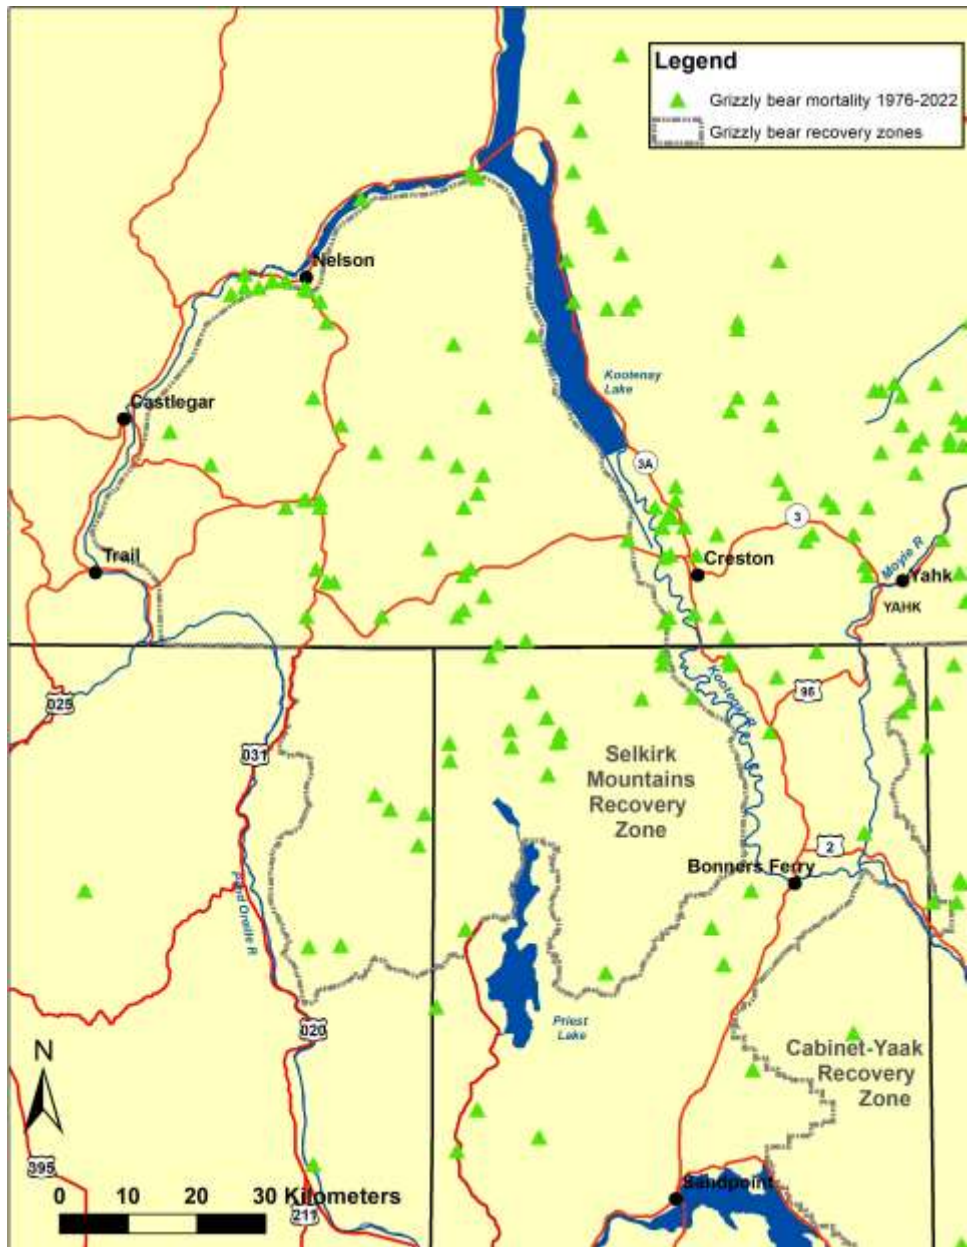 Legend
Grizzly bear mortality 1976-2022
Grizzly bear recovery zones
Nelson
Kootenay
Lake
Castlegar
3A
3
Trail
Creston
Moyie R
Yahk
YAHK
025
95
Kootenai R
031
Selkirk
Mountains
Recovery
Zone
2
Bonners Ferry
Pend Oreille R
020
Priest
Lake
N
Cabinet-Yaak
Recovery
Zone
395
0 10 20 30 Kilometers
Sandpoint
211